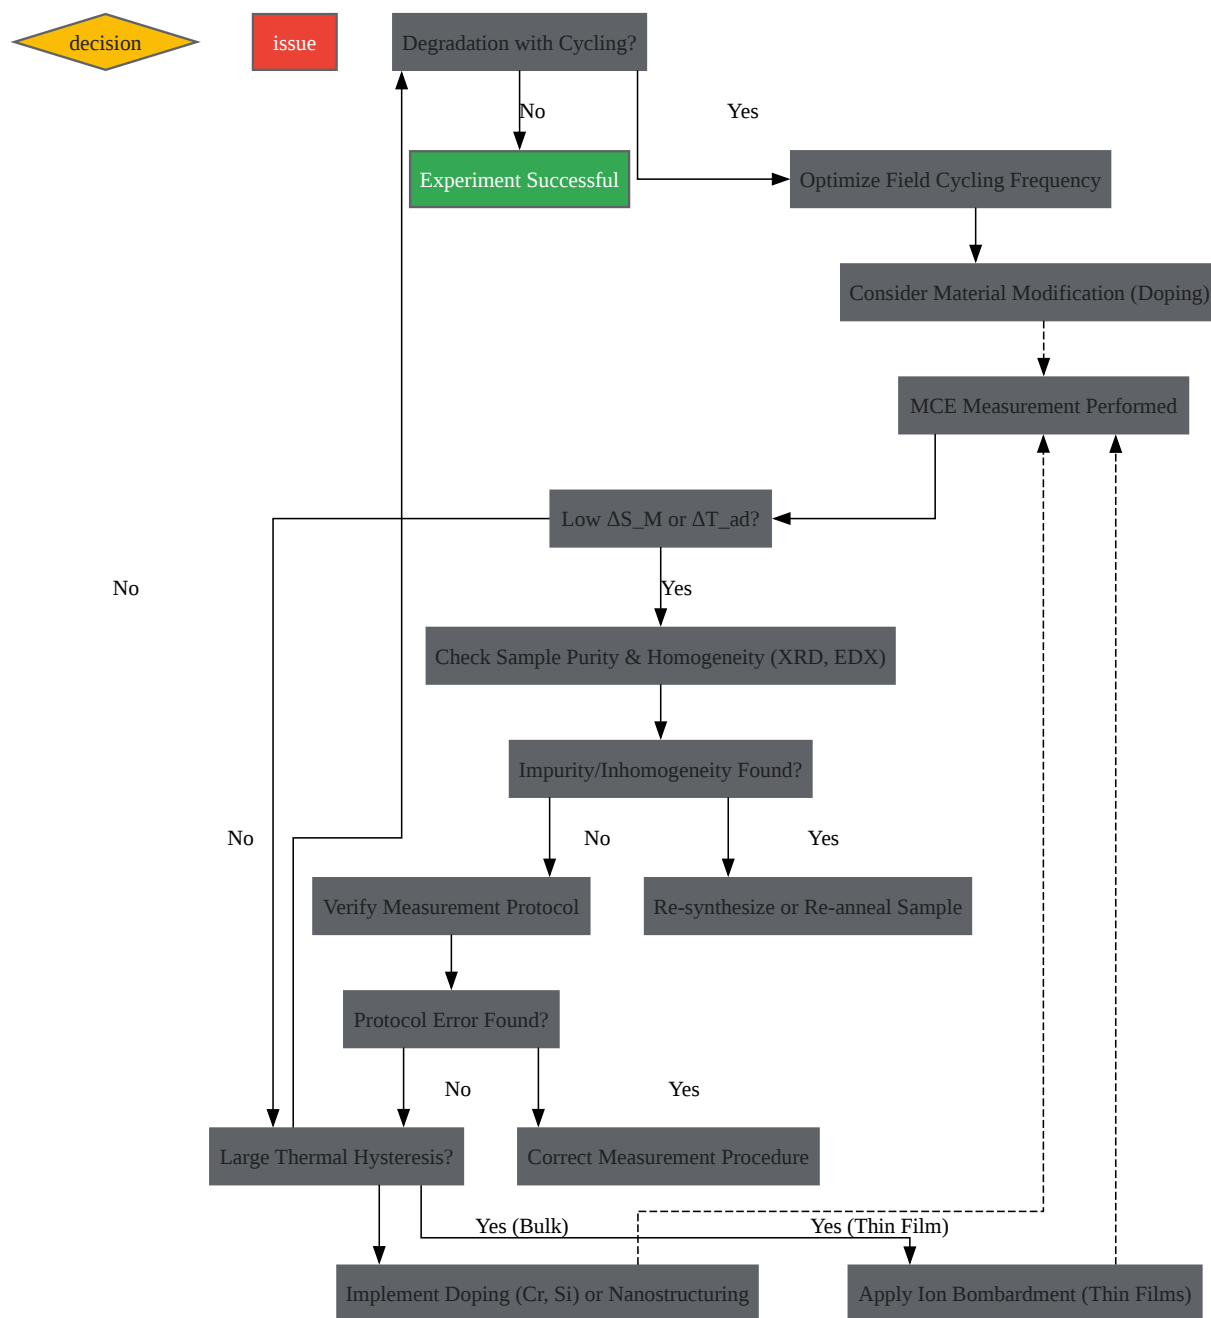 decision
issue
Degradation with Cycling?
No
Yes
Experiment Successful
Optimize Field Cycling Frequency
Consider Material Modification (Doping)
MCE Measurement Performed
Low ΔS_M or ΔT_ad?
No
Yes
Check Sample Purity & Homogeneity (XRD, EDX)
Impurity/Inhomogeneity Found?
No
No
Yes
Verify Measurement Protocol
Re-synthesize or Re-anneal Sample
Protocol Error Found?
No
Yes
Large Thermal Hysteresis?
Correct Measurement Procedure
Yes (Bulk)
Yes (Thin Film)
Implement Doping (Cr, Si) or Nanostructuring
Apply Ion Bombardment (Thin Films)